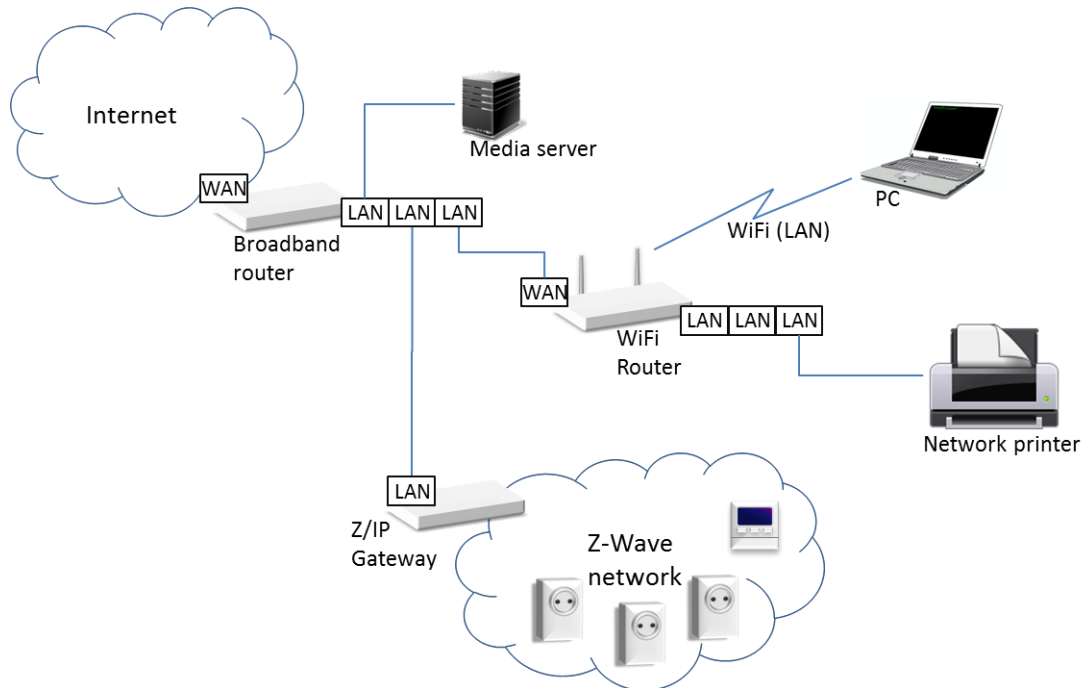 Internet
Media server
WAN
LAN LAN LAN
PC
Broadband
router
WiFi (LAN)
WAN
LAN LAN LAN
WiFi
Router
Network printer
LAN
Z/IP
Gateway
Z-Wave
network